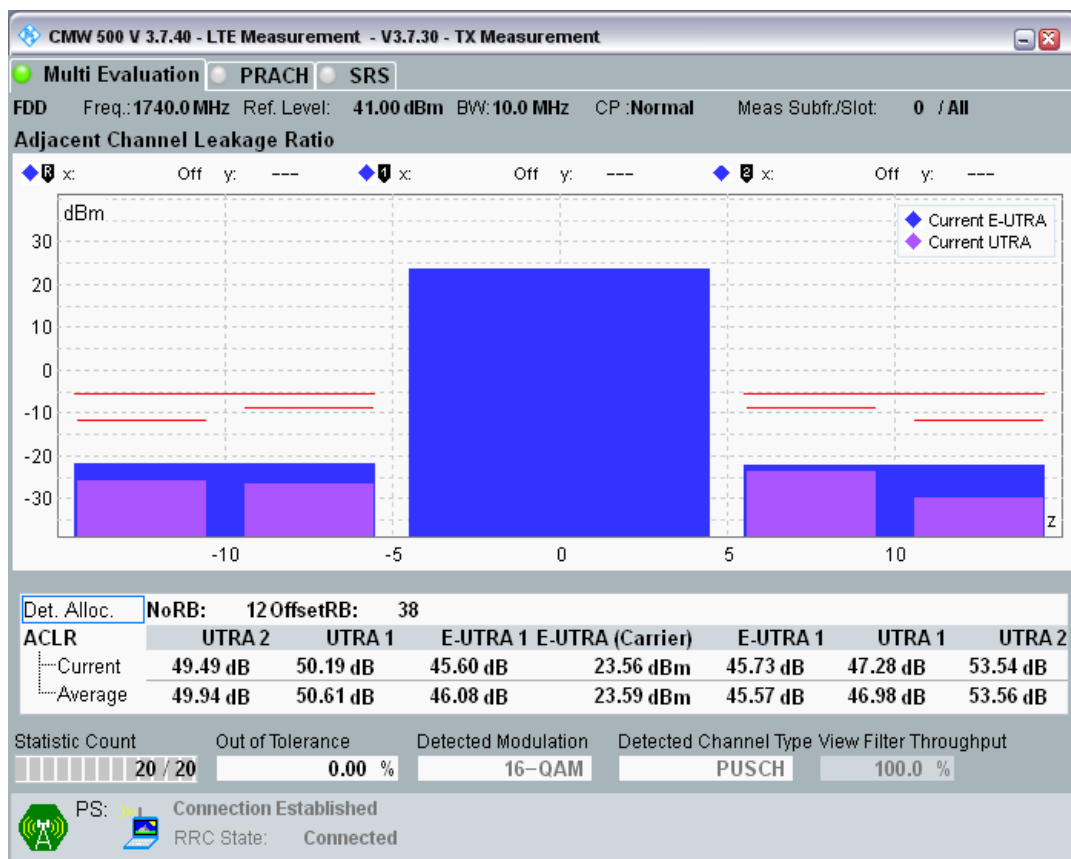 CMW 500 V 3.7.40 - LTE Measurement - V3.7.30 - TX Measurement
Multi Evaluation PRACH SRS
FDD Freq.: 1740.0 MHz Ref. Level: 41.00 dBm BW: 10.0 MHz CP :Normal Meas Subfr./Slot: 0 / All
Adjacent Channel Leakage Ratio
R x: Off y: --- 1 x: Off y: --- 2 x: Off y: ---
dBm
Current E-UTRA
Current UTRA
30
20
10
0
-10
-20
-30
z
-10 -5 0 5 10
Det. Alloc. NoRB: 12 OffsetRB: 38
ACLR UTRA 2 UTRA 1 E-UTRA 1 E-UTRA (Carrier) E-UTRA 1 UTRA 1 UTRA 2
Current 49.49 dB 50.19 dB 45.60 dB 23.56 dBm 45.73 dB 47.28 dB 53.54 dB
Average 49.94 dB 50.61 dB 46.08 dB 23.59 dBm 45.57 dB 46.98 dB 53.56 dB
Statistic Count Out of Tolerance Detected Modulation Detected Channel Type View Filter Throughput
20 / 20 0.00 % 16-QAM PUSCH 100.0 %
PS: Connection Established
RRC State: Connected